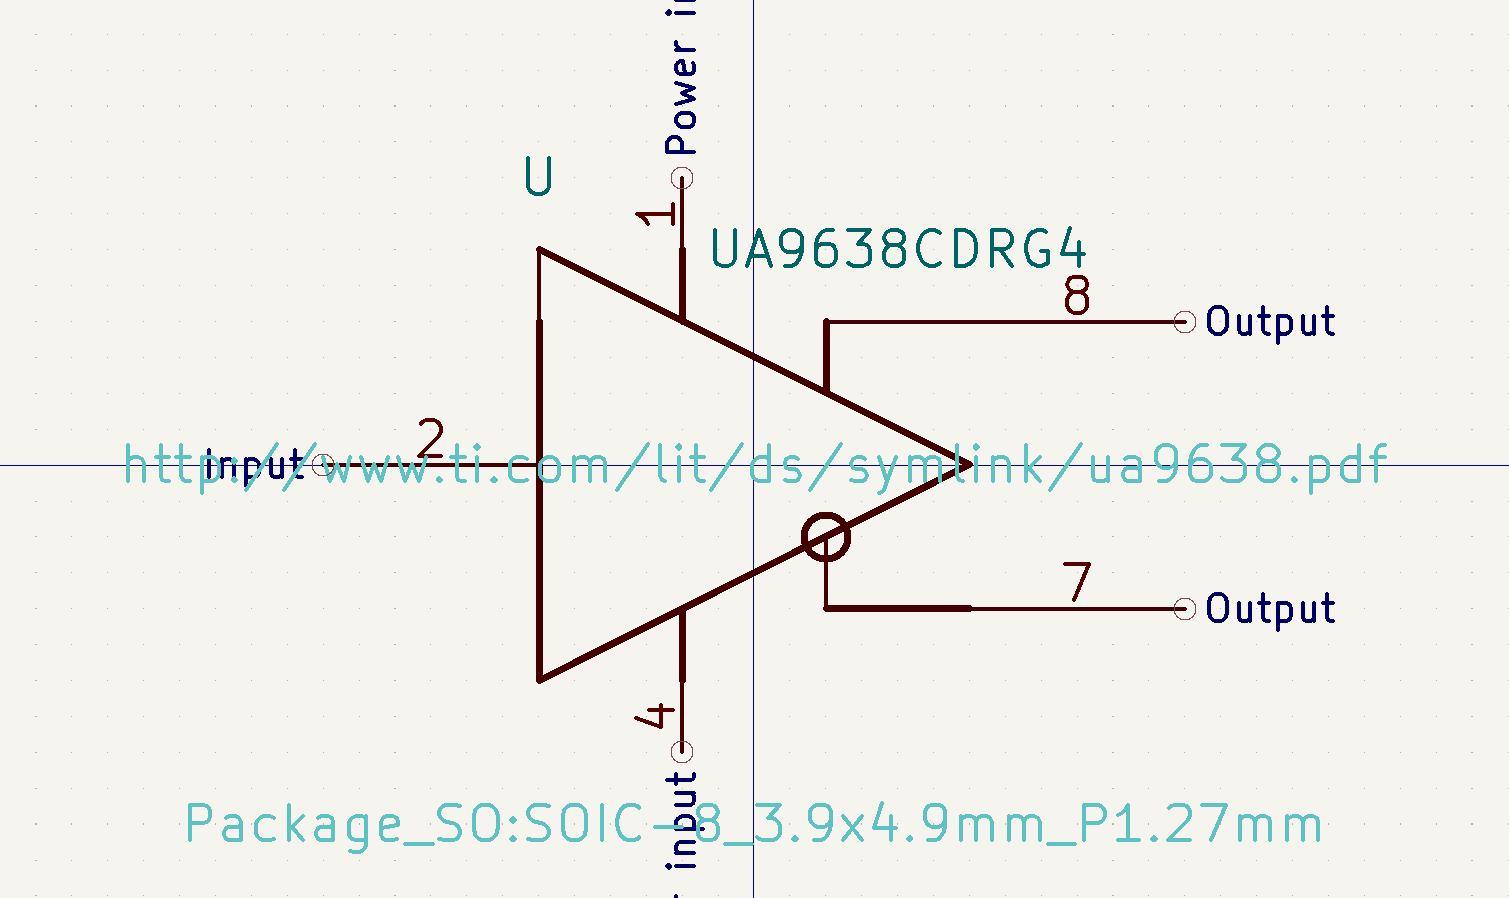 Power in
U
1
UA9638CDRG4
8
Output
2
Input
http://www.ti.com/lit/ds/symlink/ua9638.pdf
7
Output
4
input
Package_SO:SOIC-8_3.9x4.9mm_P1.27mm